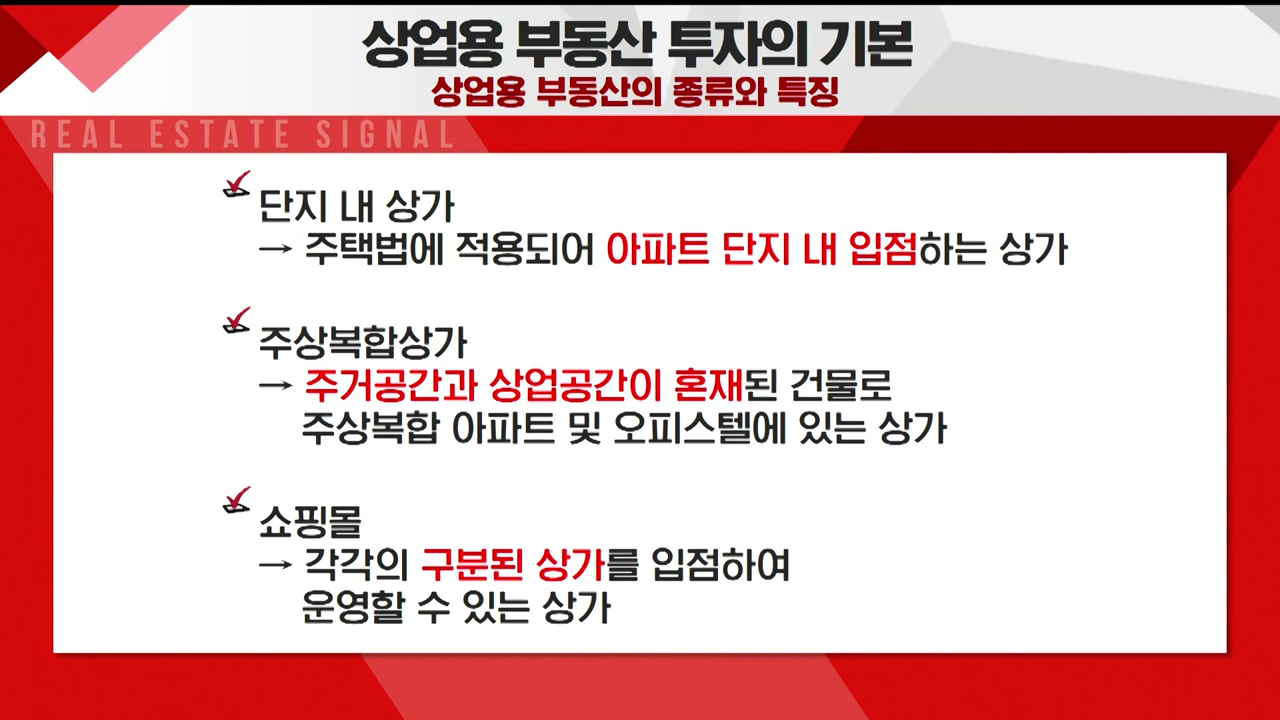 상업용 부동산 투자의 기본
상업용 부동산의 종류와 특징
REAL ESTATE SIGNAL
단지 내 상가
→ 주택법에 적용되어 아파트 단지 내 입점하는 상가
주상복합상가
→ 주거공간과 상업공간이 혼재된 건물로
주상복합 아파트 및 오피스텔에 있는 상가
쇼핑몰
→ 각각의 구분된 상가를 입점하여
운영할 수 있는 상가